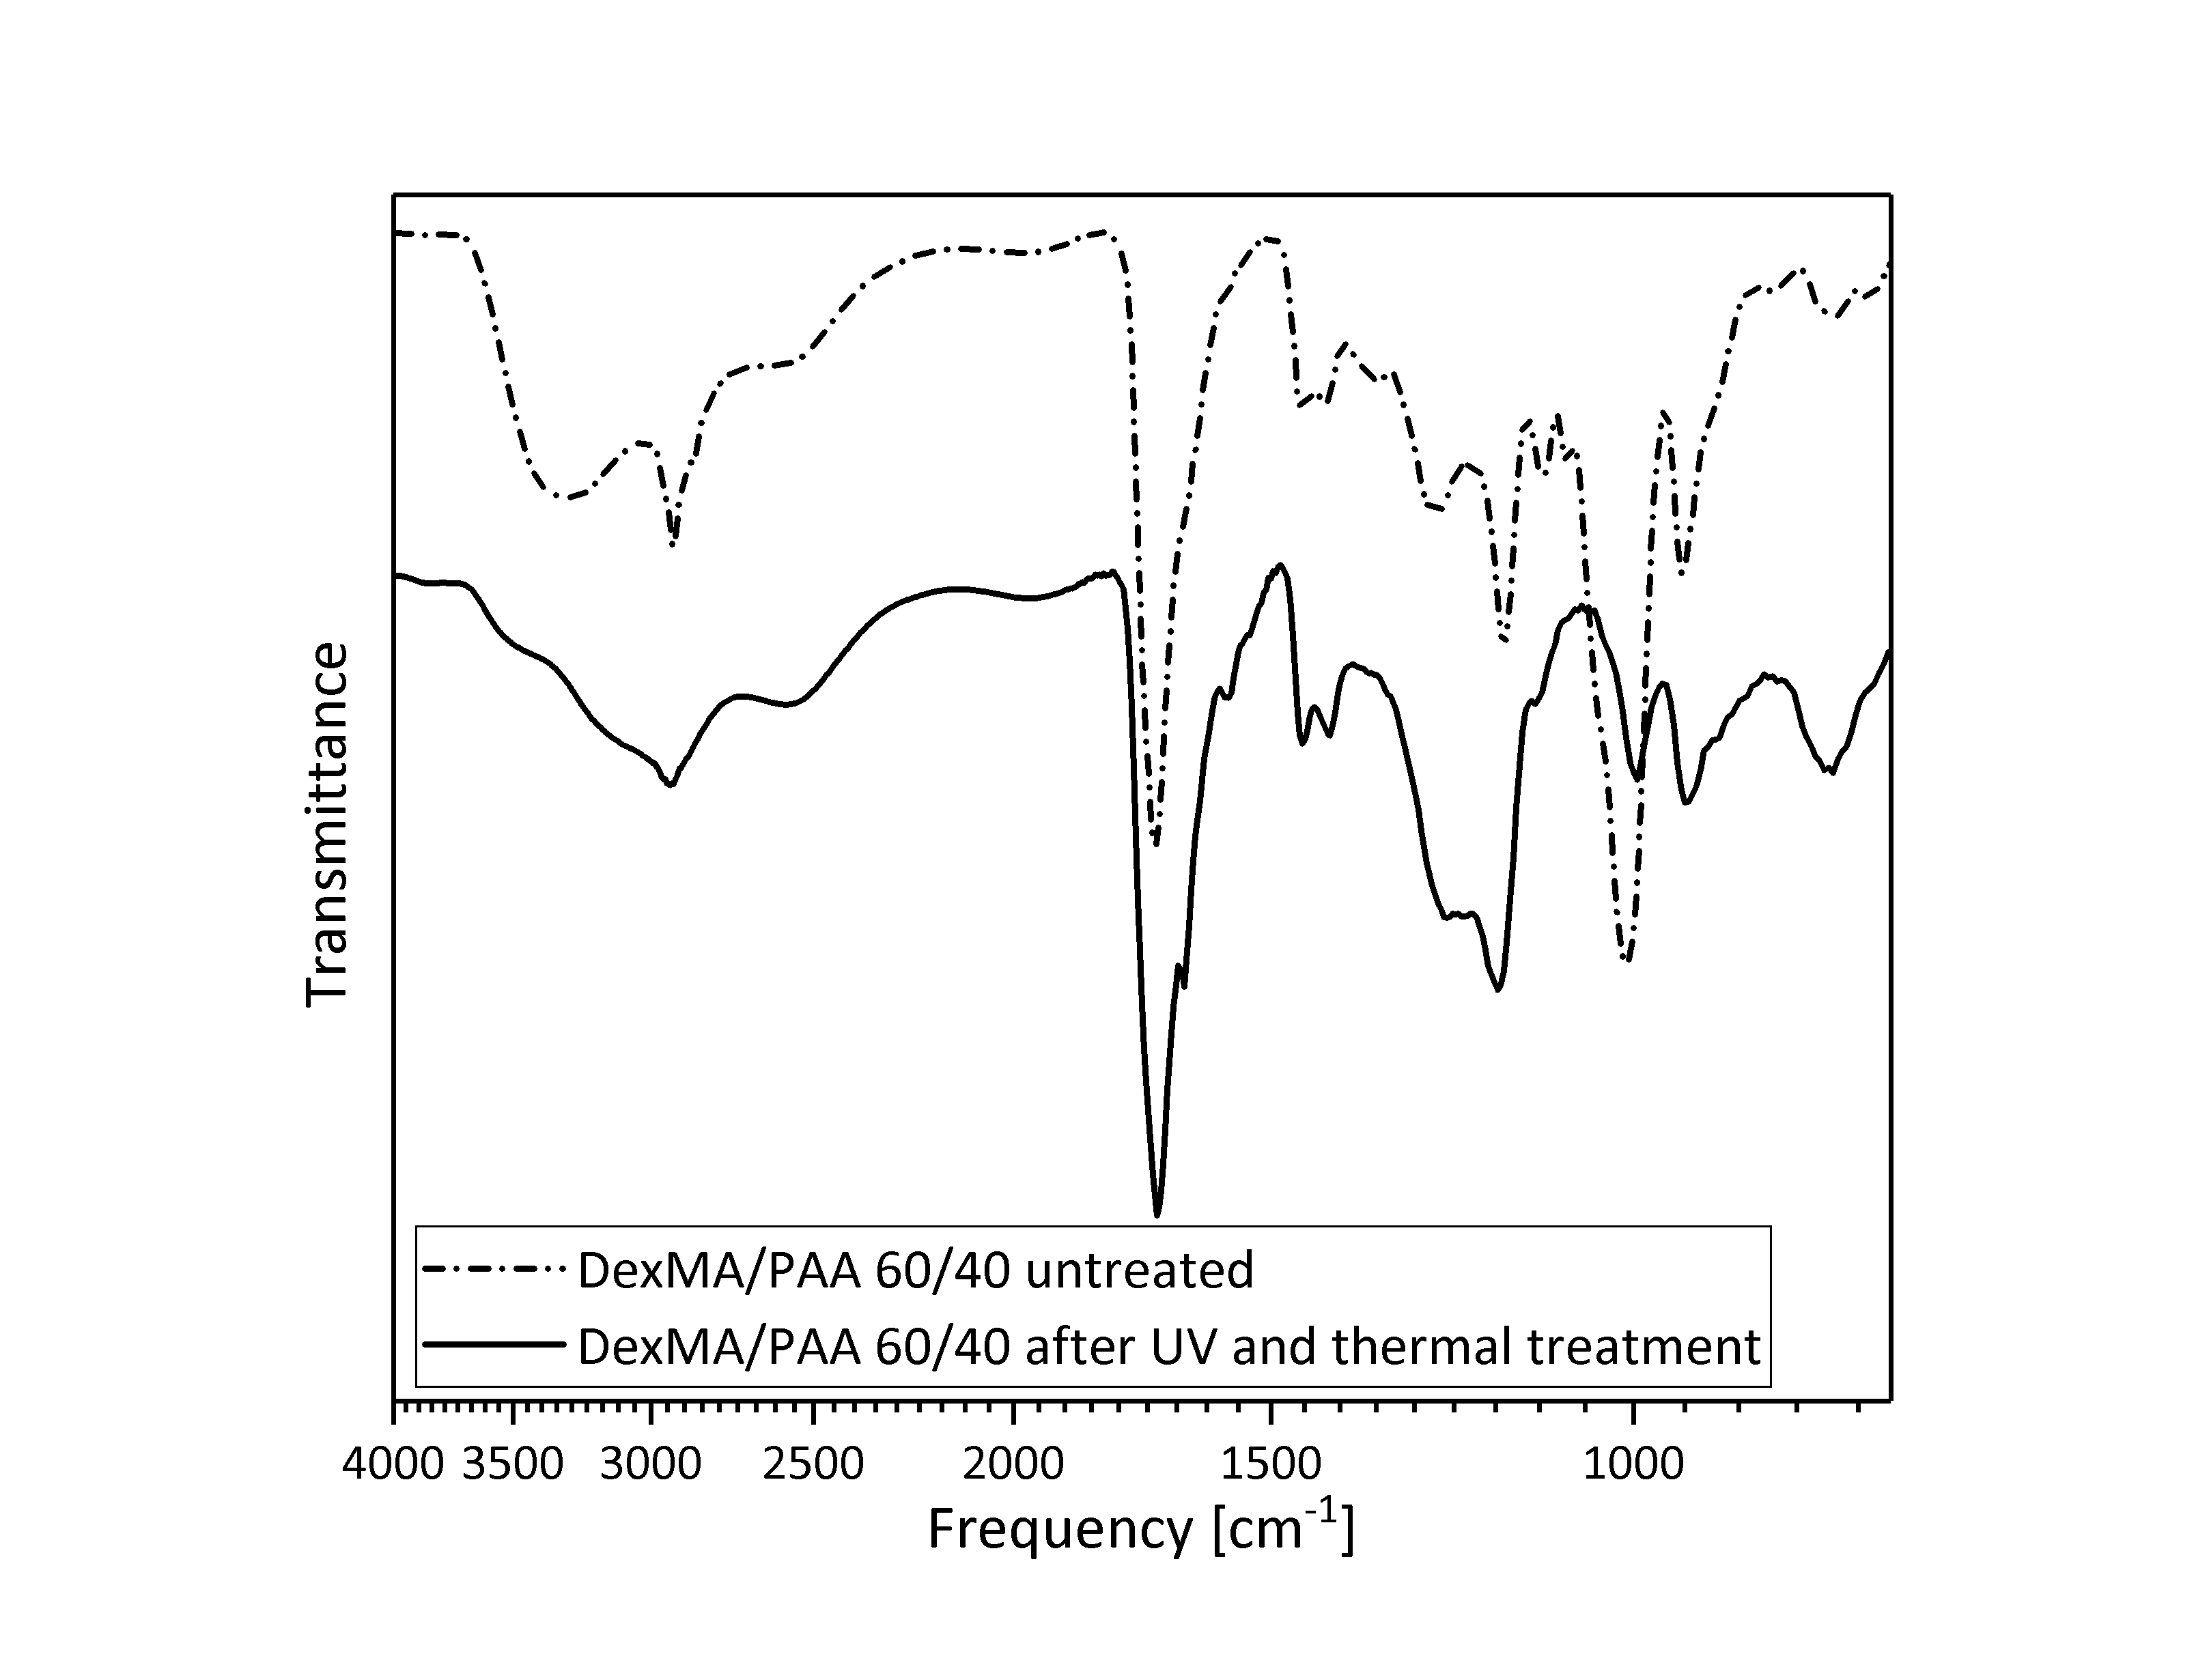 Transmittance
DexMA/PAA 60/40 untreated
DexMA/PAA 60/40 after UV and thermal treatment
4000 3500 3000 2500 2000 1500 1000
Frequency [cm⁻¹]